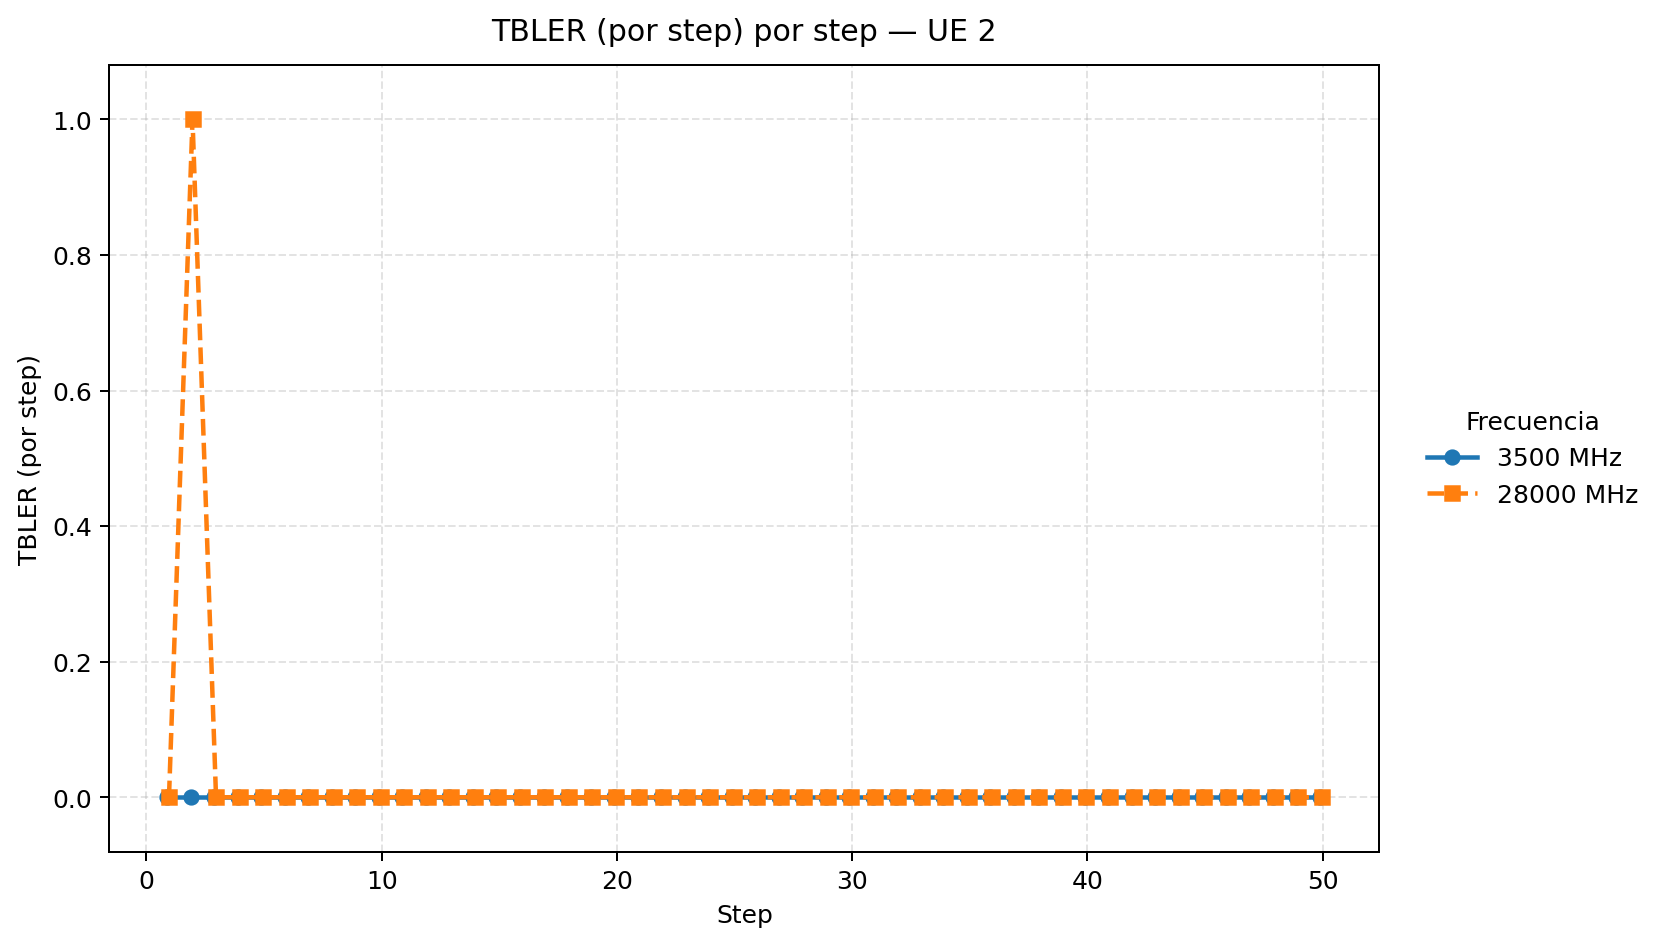 TBLER (por step) por step — UE 2
TBLER (por step)
1.0
0.8
0.6
0.4
0.2
0.0
0 10 20 30 40 50
Step
Frecuencia
3500 MHz
28000 MHz